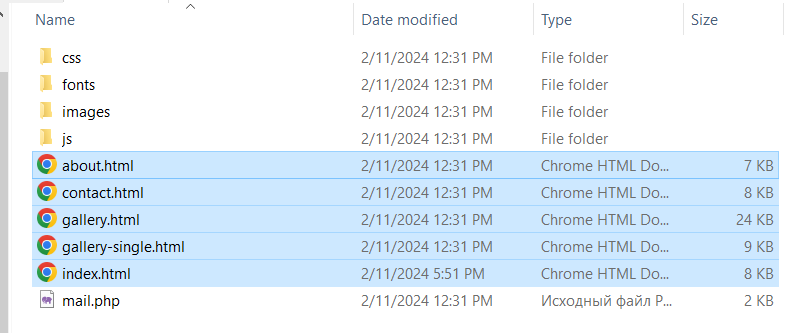 Name Date modified Type Size
css 2/11/2024 12:31 PM File folder
fonts 2/11/2024 12:31 PM File folder
images 2/11/2024 12:31 PM File folder
js 2/11/2024 12:31 PM File folder
about.html 2/11/2024 12:31 PM Chrome HTML Do... 7 KB
contact.html 2/11/2024 12:31 PM Chrome HTML Do... 8 KB
gallery.html 2/11/2024 12:31 PM Chrome HTML Do... 24 KB
gallery-single.html 2/11/2024 12:31 PM Chrome HTML Do... 9 KB
index.html 2/11/2024 5:51 PM Chrome HTML Do... 8 KB
mail.php 2/11/2024 12:31 PM Исходный файл P... 2 KB